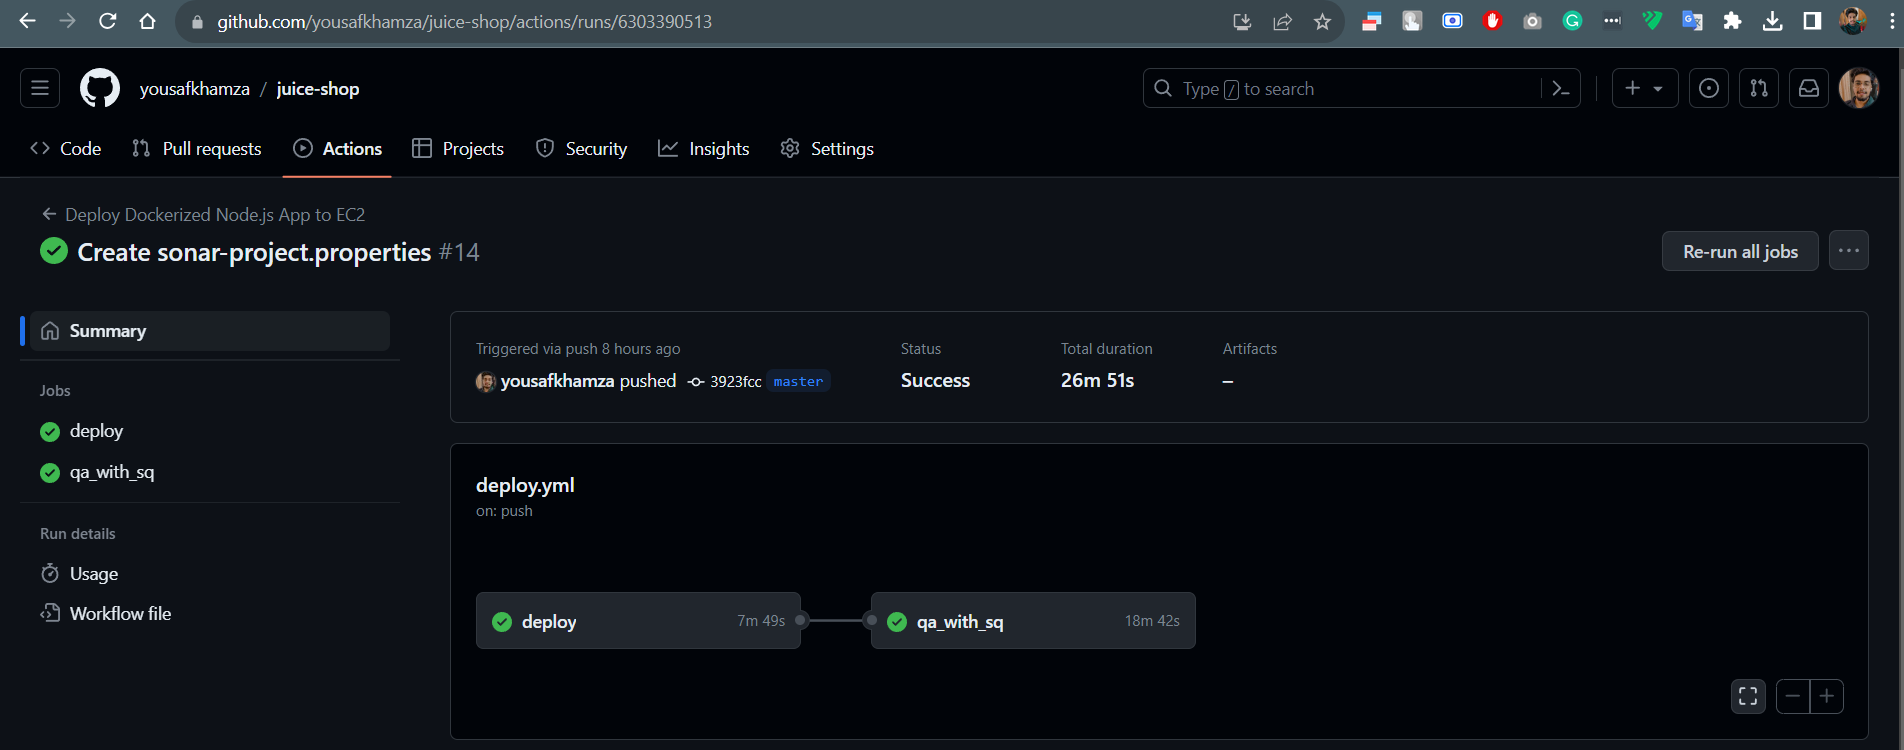 github.com/yousafkhamza/juice-shop/actions/runs/6303390513
yousafkhamza / juice-shop
Type / to search
Code Pull requests Actions Projects Security Insights Settings
Deploy Dockerized Node.js App to EC2
Create sonar-project.properties #14
Re-run all jobs
Summary
Jobs
deploy
qa_with_sq
Run details
Usage
Workflow file
Triggered via push 8 hours ago
yousafkhamza pushed 3923fcc master
Status
Success
Total duration
26m 51s
Artifacts
–
deploy.yml
on: push
deploy 7m 49s
qa_with_sq 18m 42s